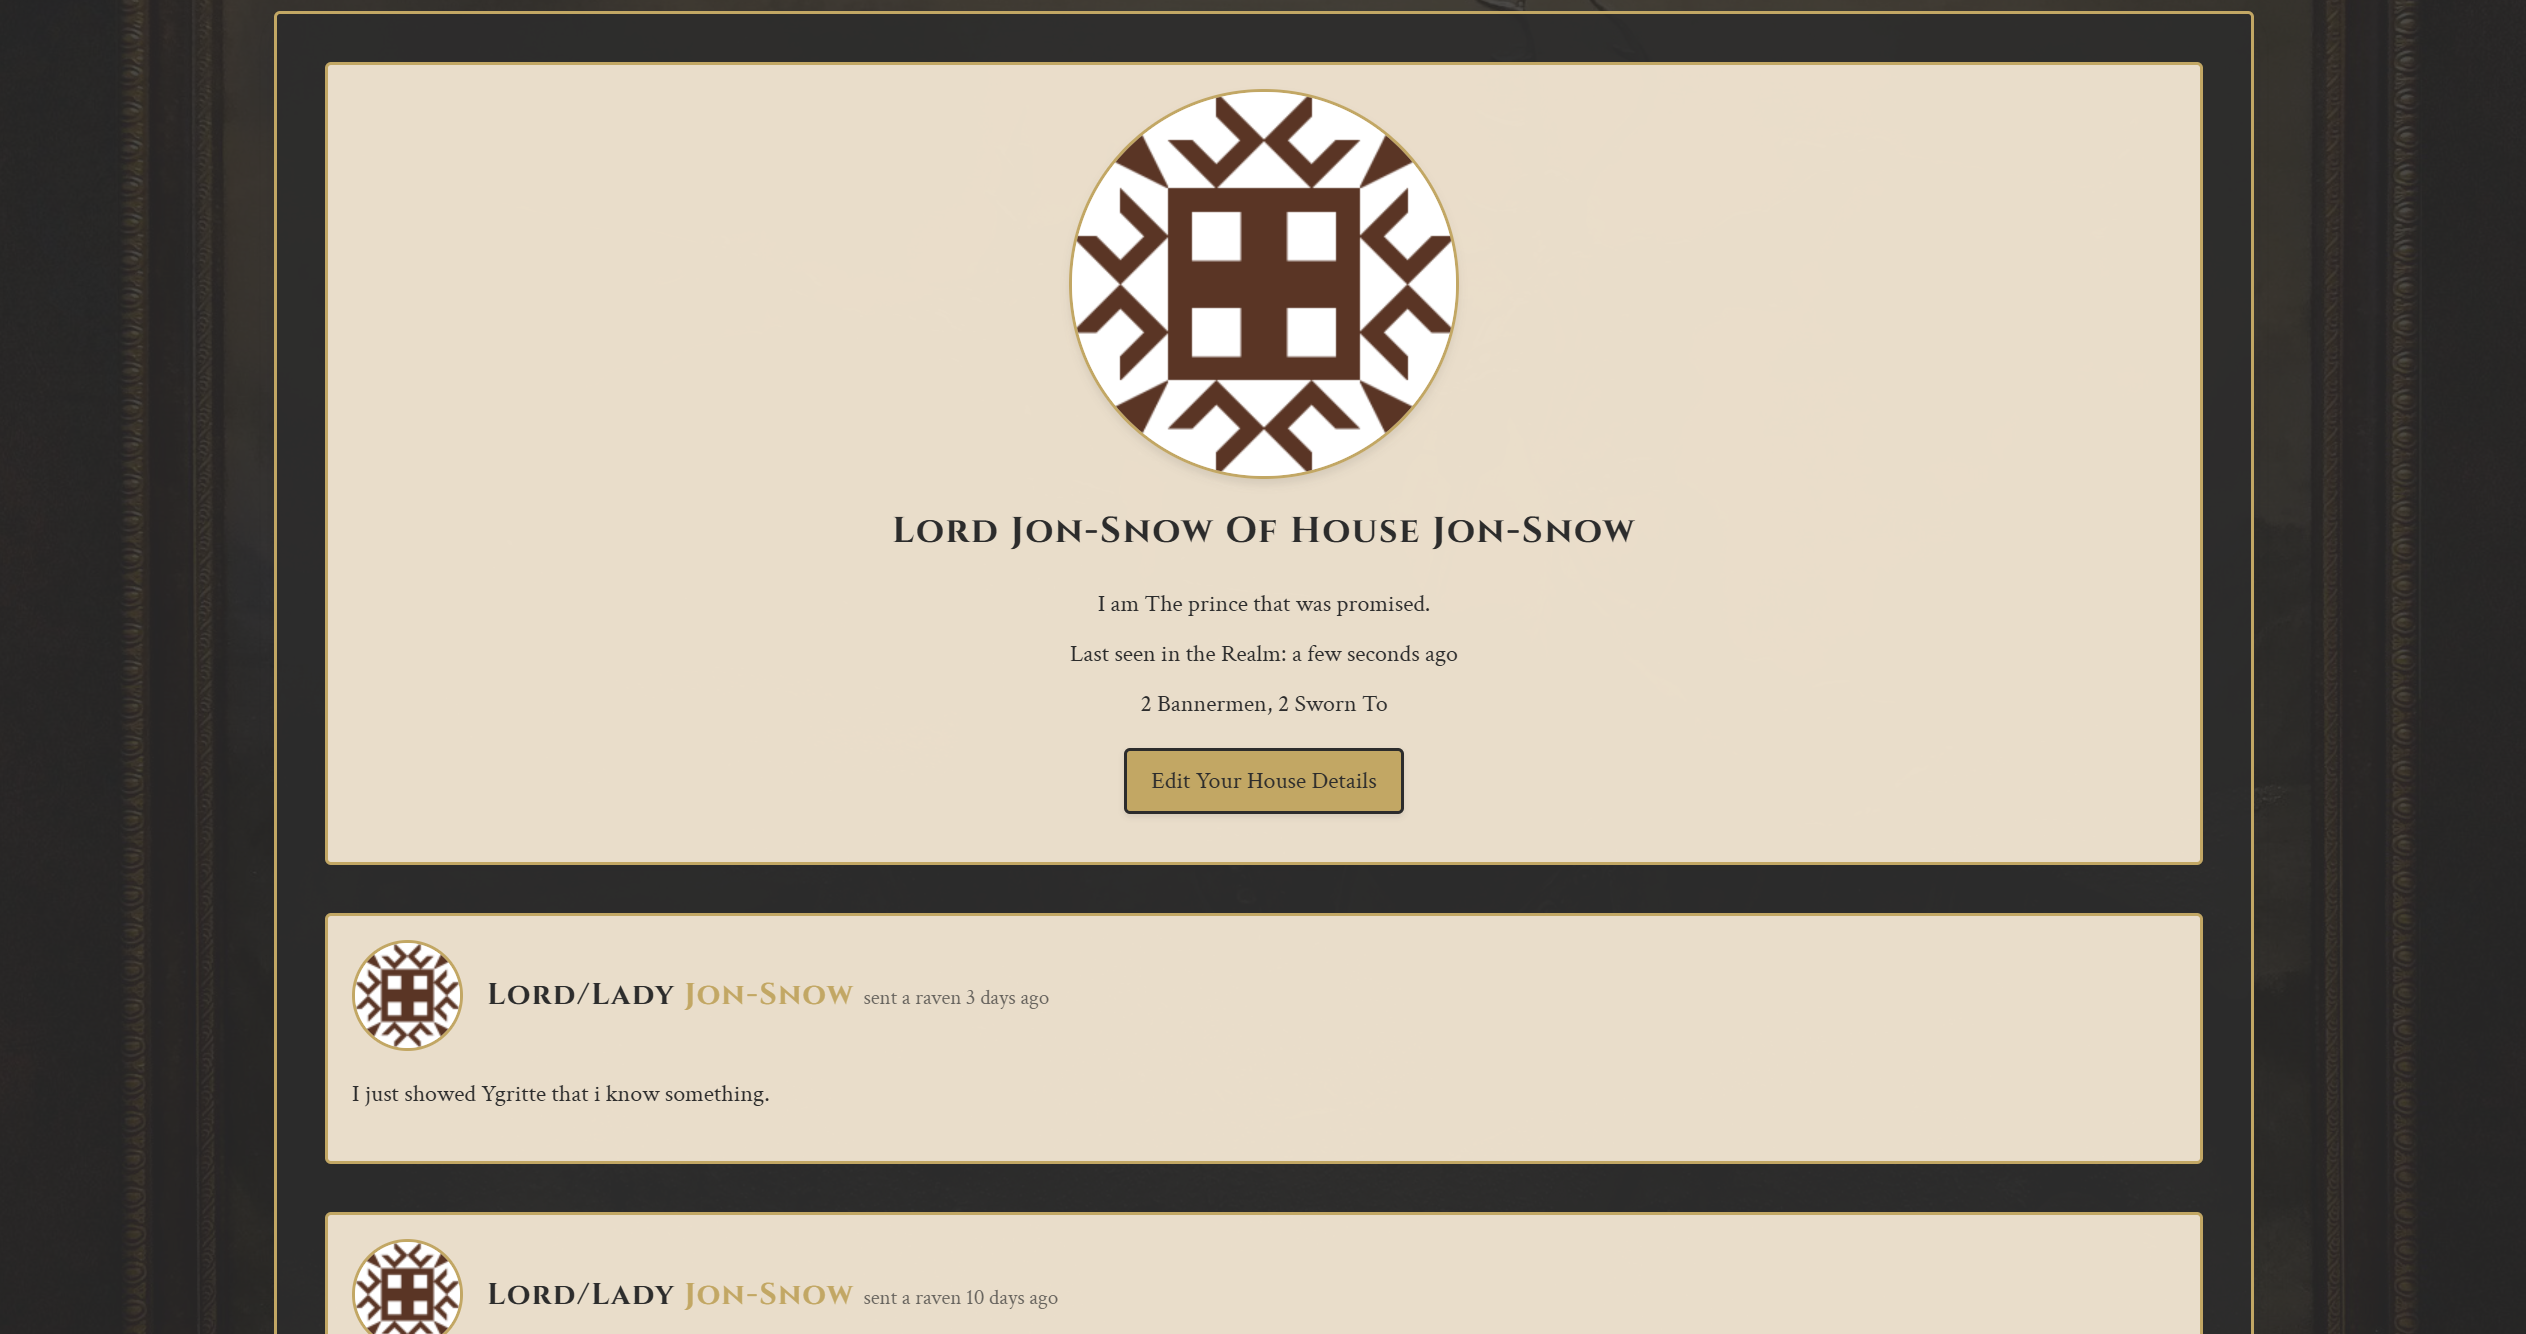 Lord Jon-Snow Of House Jon-Snow
I am The prince that was promised.
Last seen in the Realm: a few seconds ago
2 Bannermen, 2 Sworn To
Edit Your House Details
Lord/Lady Jon-Snow sent a raven 3 days ago
I just showed Ygritte that i know something.
Lord/Lady Jon-Snow sent a raven 10 days ago